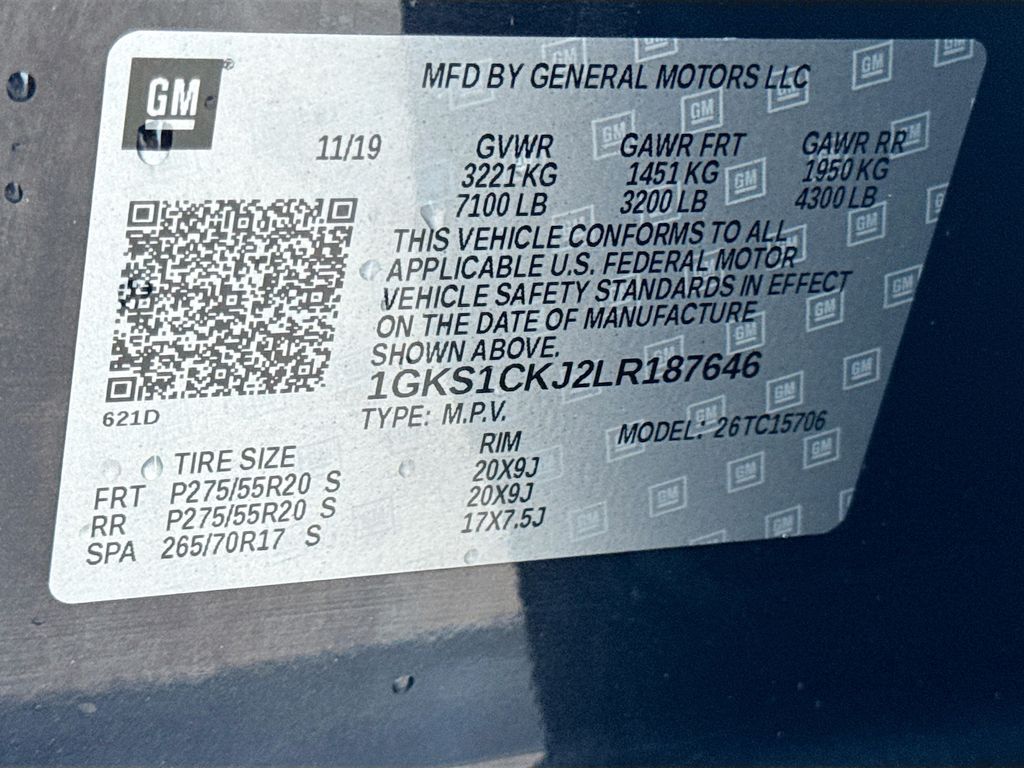 GM
MFD BY GENERAL MOTORS LLC
11/19 GVWR GAWR FRT GAWR RR
3221 KG 1451 KG 1950 KG
7100 LB 3200 LB 4300 LB
THIS VEHICLE CONFORMS TO ALL
APPLICABLE U.S. FEDERAL MOTOR
VEHICLE SAFETY STANDARDS IN EFFECT
ON THE DATE OF MANUFACTURE
SHOWN ABOVE.
1GKS1CKJ2LR187646
621D
TYPE: M.P.V. MODEL: 26TC15706
TIRE SIZE RIM
FRT P275/55R20 S 20X9J
RR P275/55R20 S 20X9J
SPA 265/70R17 S 17X7.5J